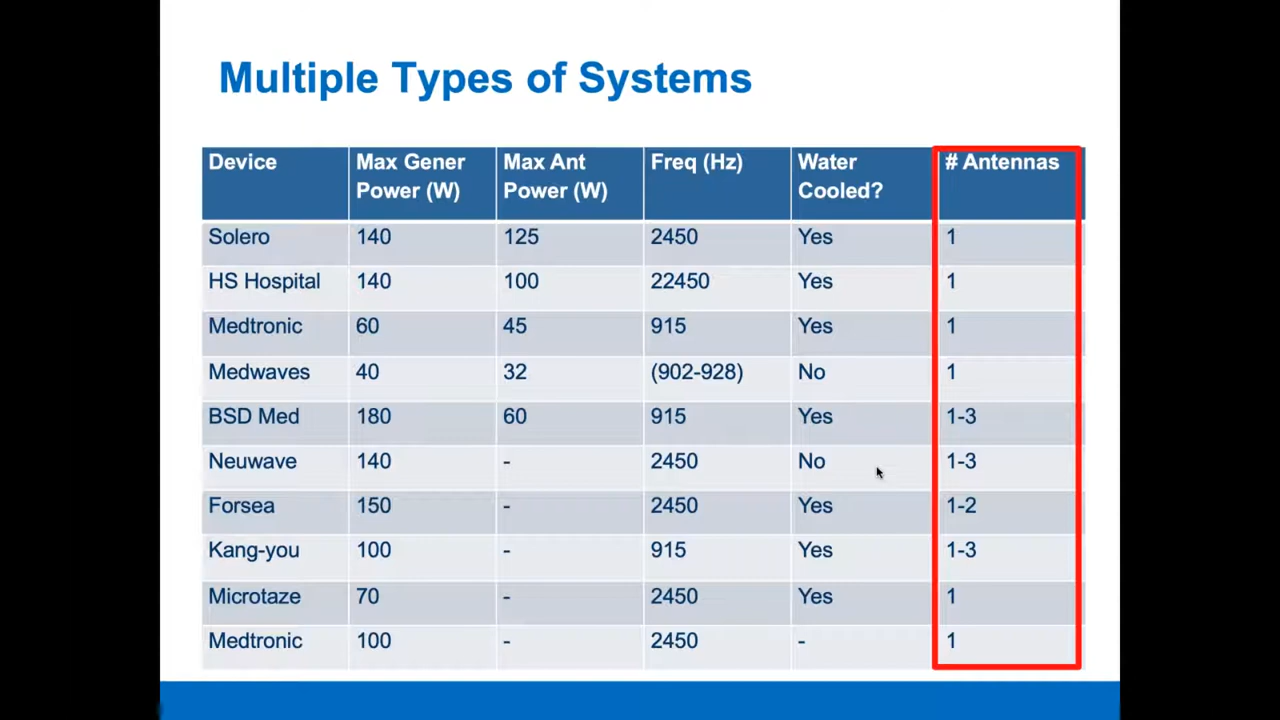 Multiple Types of Systems
Device Max Gener Power (W) Max Ant Power (W) Freq (Hz) Water Cooled? # Antennas
Solero 140 125 2450 Yes 1
HS Hospital 140 100 22450 Yes 1
Medtronic 60 45 915 Yes 1
Medwaves 40 32 (902-928) No 1
BSD Med 180 60 915 Yes 1-3
Neuwave 140 - 2450 No 1-3
Forsea 150 - 2450 Yes 1-2
Kang-you 100 - 915 Yes 1-3
Microtaze 70 - 2450 Yes 1
Medtronic 100 - 2450 - 1